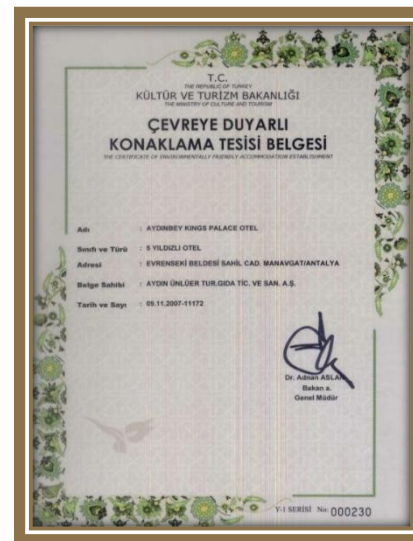 T.C.
THE REPUBLIC OF TURKEY
KÜLTÜR VE TURİZM BAKANLIĞI
THE MINISTRY OF CULTURE AND TOURISM
ÇEVREYE DUYARLI
KONAKLAMA TESİSİ BELGESİ
THE CERTIFICATE OF ENVIRONMENTALLY FRIENDLY ACCOMMODATION ESTABLISHMENT
Adı : AYDINBEY KINGS PALACE OTEL
Sınıfı ve Türü : 5 YILDIZLI OTEL
Adresi : EVRENSEKİ BELDESİ SAHİL CAD. MANAVGAT/ANTALYA
Belge Sahibi : AYDIN ÜNLÜER TUR.GIDA TİC. VE SAN. A.Ş.
Tarih ve Sayı : 09.11.2007-11172
Dr. Adnan ASLAN
Bakan a.
Genel Müdür
Y-1 SERİSİ No: 000230